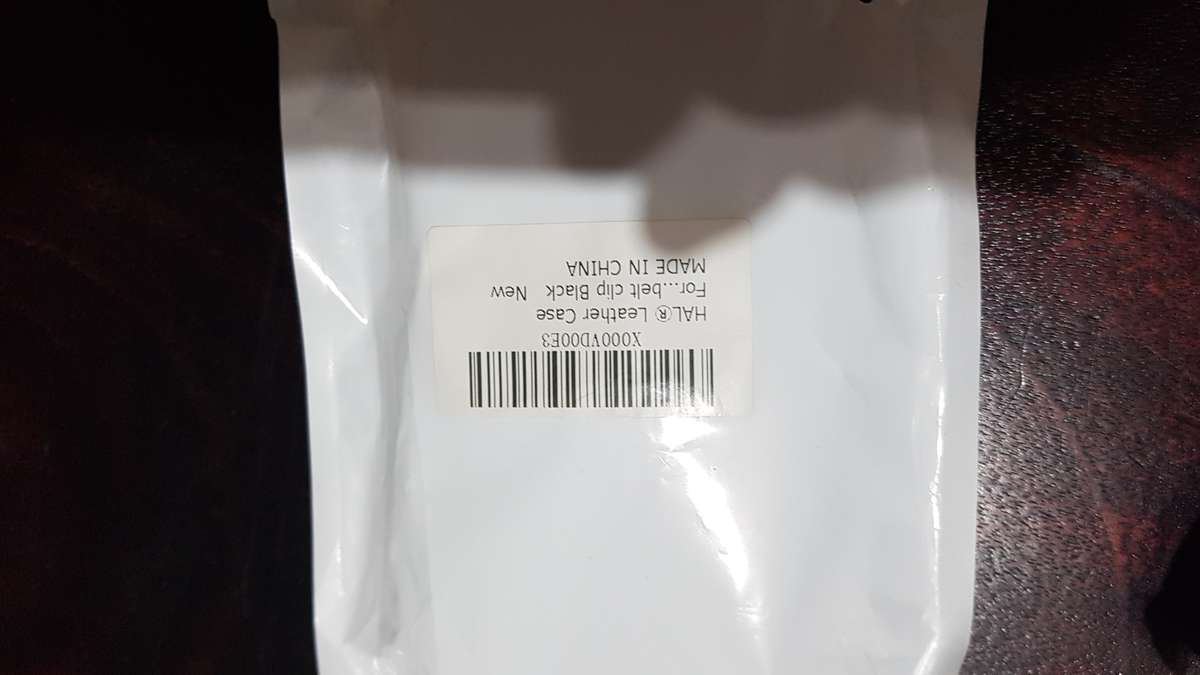 X000VD00E3
HAL® Leather Case
For...belt clip Black New
MADE IN CHINA